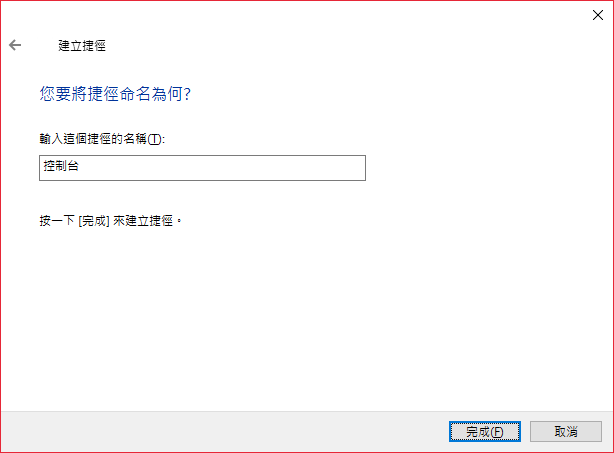 建立捷徑
您要將捷徑命名為何?
輸入這個捷徑的名稱(T):
控制台
按一下 [完成] 來建立捷徑。
完成(F)
取消